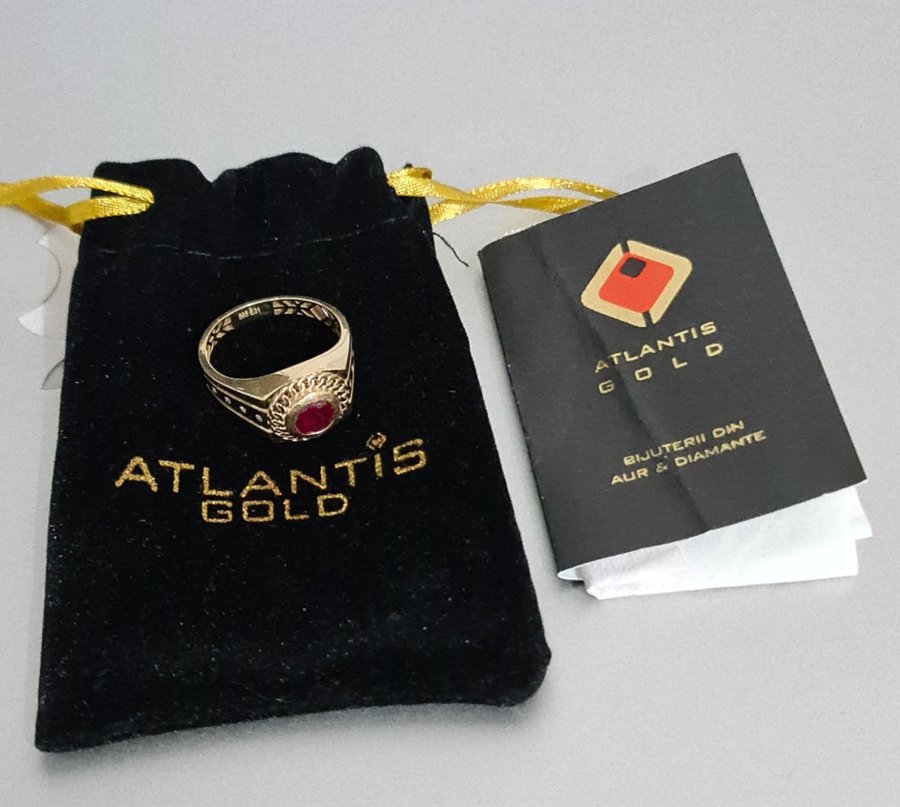 ATLANTIS
GOLD
ATLANTIS
GOLD
BIJUTERII DIN
AUR & DIAMANTE